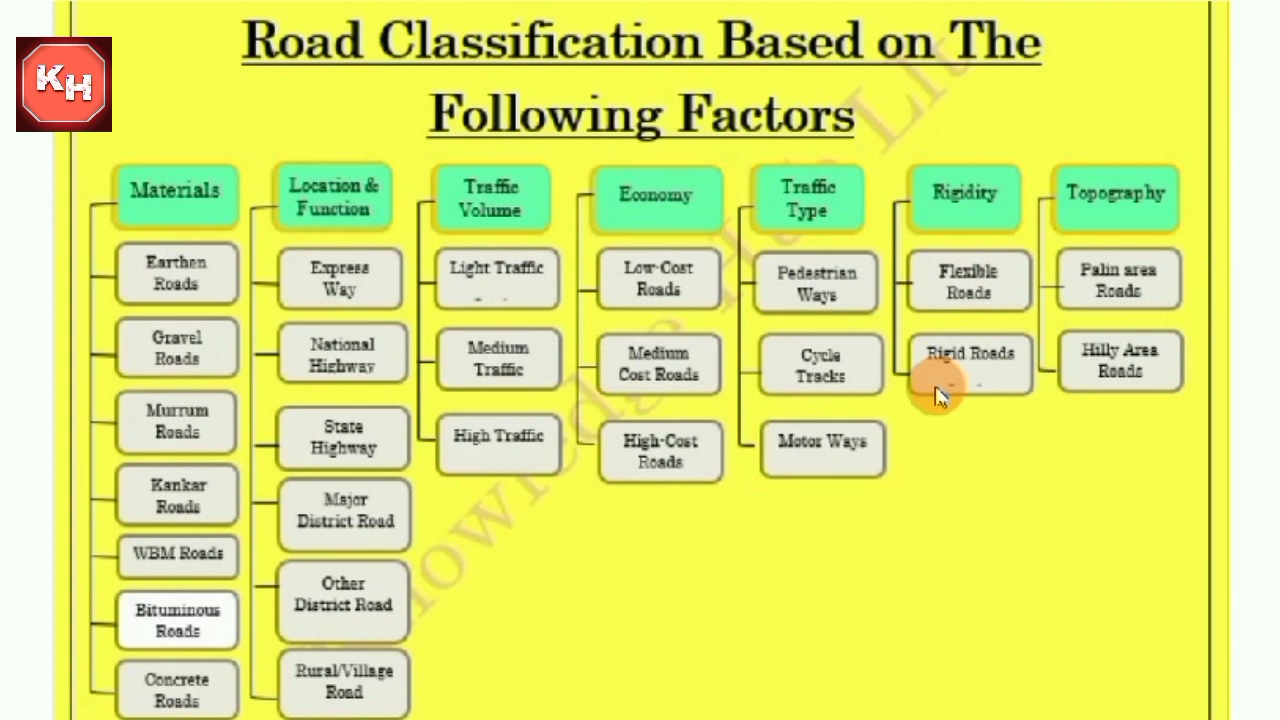 Road Classification Based on The
Following Factors
KH
Materials
Earthen
Roads
Gravel
Roads
Murrum
Roads
Kankar
Roads
WBM Roads
Bituminous
Roads
Concrete
Roads
Location &
Function
Express
Way
National
Highway
State
Highway
Major
District Road
Other
District Road
Rural/Village
Road
Traffic
Volume
Light Traffic
Medium
Traffic
High Traffic
Economy
Low-Cost
Roads
Medium
Cost Roads
High-Cost
Roads
Traffic
Type
Pedestrian
Ways
Cycle
Tracks
Motor Ways
Rigidity
Flexible
Roads
Rigid Roads
Topography
Palin area
Roads
Hilly Area
Roads